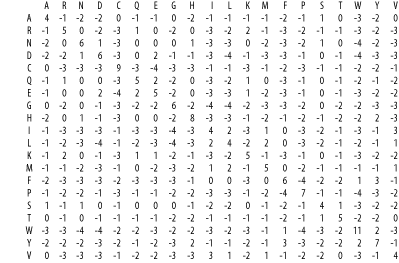 A R N D C Q E G H I L K M F P S T W Y V
A 4 -1 -2 -2 0 -1 -1 0 -2 -1 -1 -1 -1 -2 -1 1 0 -3 -2 0
R -1 5 0 -2 -3 1 0 -2 0 -3 -2 2 -1 -3 -2 -1 -1 -3 -2 -3
N -2 0 6 1 -3 0 0 0 1 -3 -3 0 -2 -3 -2 1 0 -4 -2 -3
D -2 -2 1 6 -3 0 2 -1 -1 -3 -4 -1 -3 -3 -1 0 -1 -4 -3 -3
C 0 -3 -3 -3 9 -3 -4 -3 -3 -1 -1 -3 -1 -2 -3 -1 -1 -2 -2 -1
Q -1 1 0 0 -3 5 2 -2 0 -3 -2 1 0 -3 -1 0 -1 -2 -1 -2
E -1 0 0 2 -4 2 5 -2 0 -3 -3 1 -2 -3 -1 0 -1 -3 -2 -2
G 0 -2 0 -1 -3 -2 -2 6 -2 -4 -4 -2 -3 -3 -2 0 -2 -2 -3 -3
H -2 0 1 -1 -3 0 0 -2 8 -3 -3 -1 -2 -1 -2 -1 -2 -2 2 -3
I -1 -3 -3 -3 -1 -3 -3 -4 -3 4 2 -3 1 0 -3 -2 -1 -3 -1 3
L -1 -2 -3 -4 -1 -2 -3 -4 -3 2 4 -2 2 0 -3 -2 -1 -2 -1 1
K -1 2 0 -1 -3 1 1 -2 -1 -3 -2 5 -1 -3 -1 0 -1 -3 -2 -2
M -1 -1 -2 -3 -1 0 -2 -3 -2 1 2 -1 5 0 -2 -1 -1 -1 -1 1
F -2 -3 -3 -3 -2 -3 -3 -3 -1 0 0 -3 0 6 -4 -2 -2 1 3 -1
P -1 -2 -2 -1 -3 -1 -1 -2 -2 -3 -3 -1 -2 -4 7 -1 -1 -4 -3 -2
S 1 -1 1 0 -1 0 0 0 -1 -2 -2 0 -1 -2 -1 4 1 -3 -2 -2
T 0 -1 0 -1 -1 -1 -1 -2 -2 -1 -1 -1 -1 -2 -1 1 5 -2 -2 0
W -3 -3 -4 -4 -2 -2 -3 -2 -2 -3 -2 -3 -1 1 -4 -3 -2 11 2 -3
Y -2 -2 -2 -3 -2 -1 -2 -3 2 -1 -1 -2 -1 3 -3 -2 -2 2 7 -1
V 0 -3 -3 -3 -1 -2 -2 -3 -3 3 1 -2 1 -1 -2 -2 0 -3 -1 4